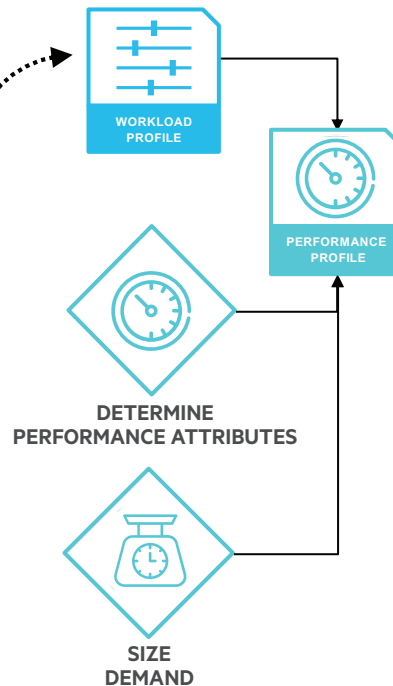 WORKLOAD
PROFILE
PERFORMANCE
PROFILE
DETERMINE
PERFORMANCE ATTRIBUTES
SIZE
DEMAND